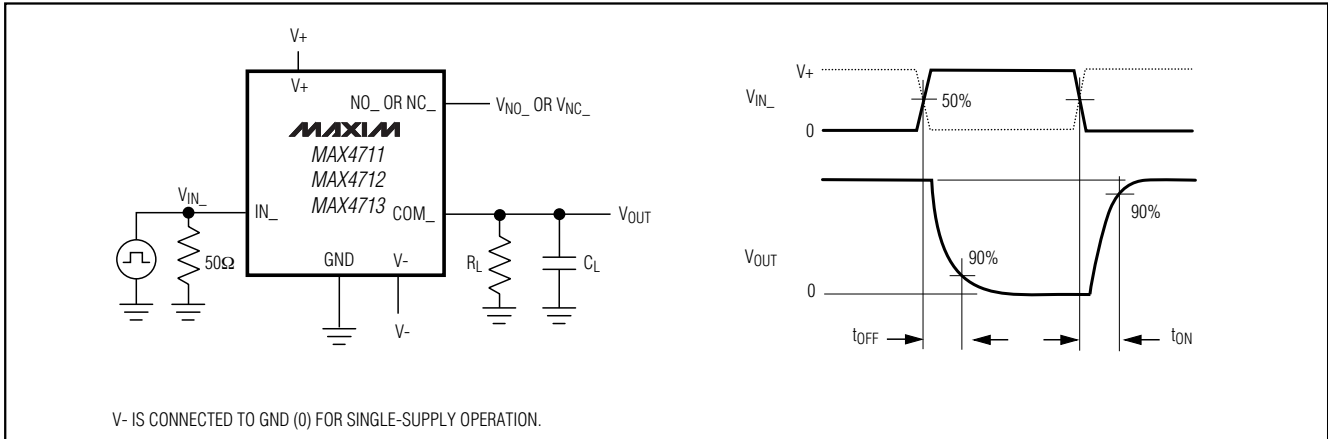 V+
V+
NO_ OR NC_
V_NO_ OR V_NC_
MAXIM
MAX4711
MAX4712
MAX4713
V_IN_
IN_
COM_
V_OUT
50Ω
GND
V-
R_L
C_L
V-
V- IS CONNECTED TO GND (0) FOR SINGLE-SUPPLY OPERATION.
V+
V_IN_
50%
0
90%
V_OUT
90%
0
t_OFF
t_ON